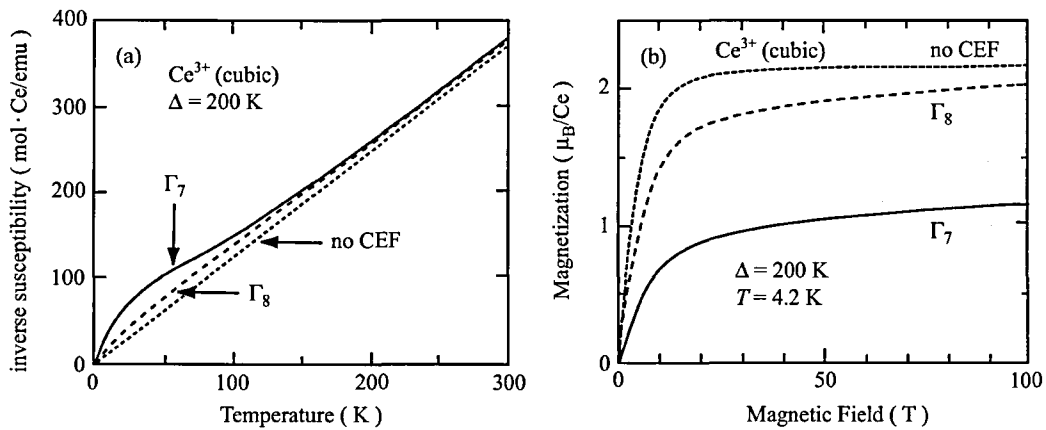 (a)
Ce³⁺ (cubic)
Δ = 200 K
Γ₇
no CEF
Γ₈
inverse susceptibility ( mol · Ce/emu )
400
300
200
100
0
0
100
200
300
Temperature ( K )
(b)
Ce³⁺ (cubic)
no CEF
Γ₈
Γ₇
Δ = 200 K
T = 4.2 K
Magnetization ( μB/Ce )
2
1
0
0
50
100
Magnetic Field ( T )